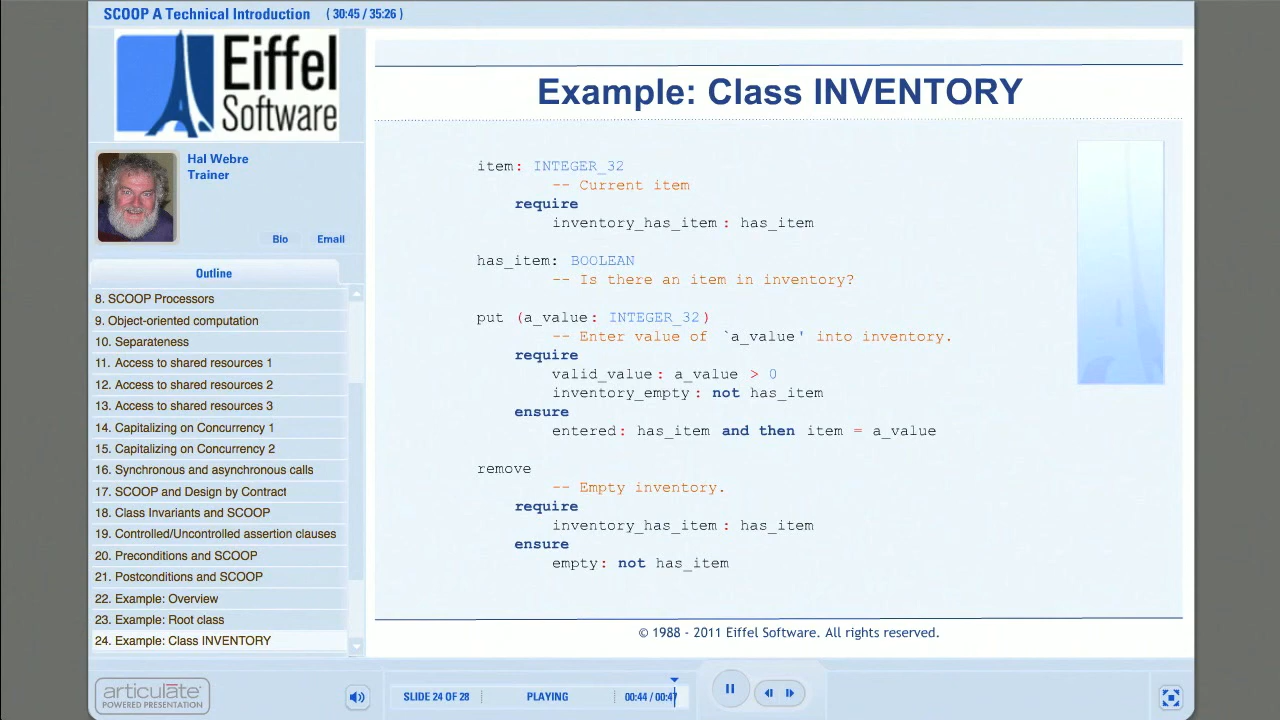 SCOOP A Technical Introduction ( 30:45 / 35:26 )
Eiffel
Software
Hal Webre
Trainer
Bio Email
Outline
8. SCOOP Processors
9. Object-oriented computation
10. Separateness
11. Access to shared resources 1
12. Access to shared resources 2
13. Access to shared resources 3
14. Capitalizing on Concurrency 1
15. Capitalizing on Concurrency 2
16. Synchronous and asynchronous calls
17. SCOOP and Design by Contract
18. Class Invariants and SCOOP
19. Controlled/Uncontrolled assertion clauses
20. Preconditions and SCOOP
21. Postconditions and SCOOP
22. Example: Overview
23. Example: Root class
24. Example: Class INVENTORY
Example: Class INVENTORY
item: INTEGER_32
-- Current item
require
inventory_has_item : has_item
has_item: BOOLEAN
-- Is there an item in inventory?
put (a_value: INTEGER_32)
-- Enter value of `a_value' into inventory.
require
valid_value: a_value > 0
inventory_empty: not has_item
ensure
entered: has_item and then item = a_value
remove
-- Empty inventory.
require
inventory_has_item : has_item
ensure
empty: not has_item
© 1988 - 2011 Eiffel Software. All rights reserved.
articulate
POWERED PRESENTATION
SLIDE 24 OF 28 PLAYING 00:44 / 00:47